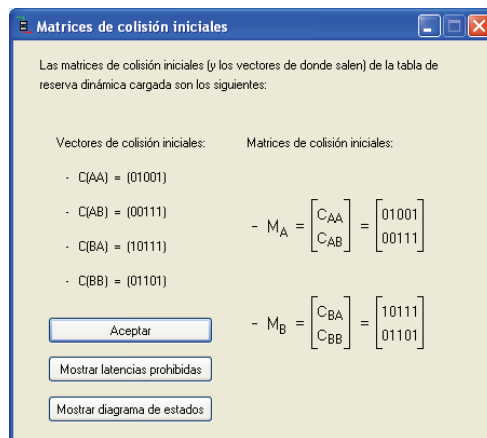 Matrices de colisión iniciales
Las matrices de colisión iniciales (y los vectores de donde salen) de la tabla de
reserva dinámica cargada son los siguientes:
Vectores de colisión iniciales:
Matrices de colisión iniciales:
- C(AA) = (01001)
- C(AB) = (00111)
- C(BA) = (10111)
- C(BB) = (01101)
- M_A = [C_AA C_AB] = [01001 00111]
- M_B = [C_BA C_BB] = [10111 01101]
Aceptar
Mostrar latencias prohibidas
Mostrar diagrama de estados